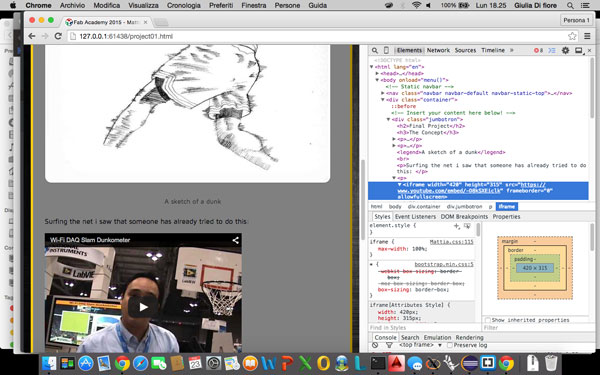 Chrome Archivio Modifica Visualizza Cronologia Preferiti Finestra Persone Guida
100% Lun 18.25 Giulia Di fiore
Fab Academy 2015 - Matt
Persona 1
127.0.0.1:61438/project01.html
Elements Network Sources Timeline »
8
<!DOCTYPE html>
<html lang="en">
<head>…</head>
<body onload="menu()">
<!-- Static navbar -->
<nav class="navbar navbar-default navbar-static-top">…</nav>
<div class="container">
::before
<!-- Insert your content here below! -->
<div class="jumbotron">
<h2>Final Project</h2>
<h3>The Concept</h3>
<p>…</p>
<p>…</p>
<legend>A sketch of a dunk</legend>
<br>
<p>Surfing the net i saw that someone has already tried to do this: </p>
<p>
<iframe width="420" height="315" src="https://
frameborder="0"
allowfullscreen>
html body div.container div.jumbotron p iframe
Styles Event Listeners DOM Breakpoints Properties
element.style {
}
iframe { Mattia.css:115
max-width: 100%;
}
* { bootstrap.min.css:5
-webkit-box-sizing: border-box;
-moz-box-sizing: border-box;
box-sizing: border-box;
}
iframe[Attributes Style] {
width: 420px;
height: 315px;
Find in Styles
margin
border
padding
420 × 315
Show inherited properties
Filter
Console Search Emulation Rendering
<top frame> Preserve log
A sketch of a dunk
Surfing the net i saw that someone has already tried to do this:
Wi-Fi DAQ Slam Dunkometer
INSTRUMENTS
LabVIEW